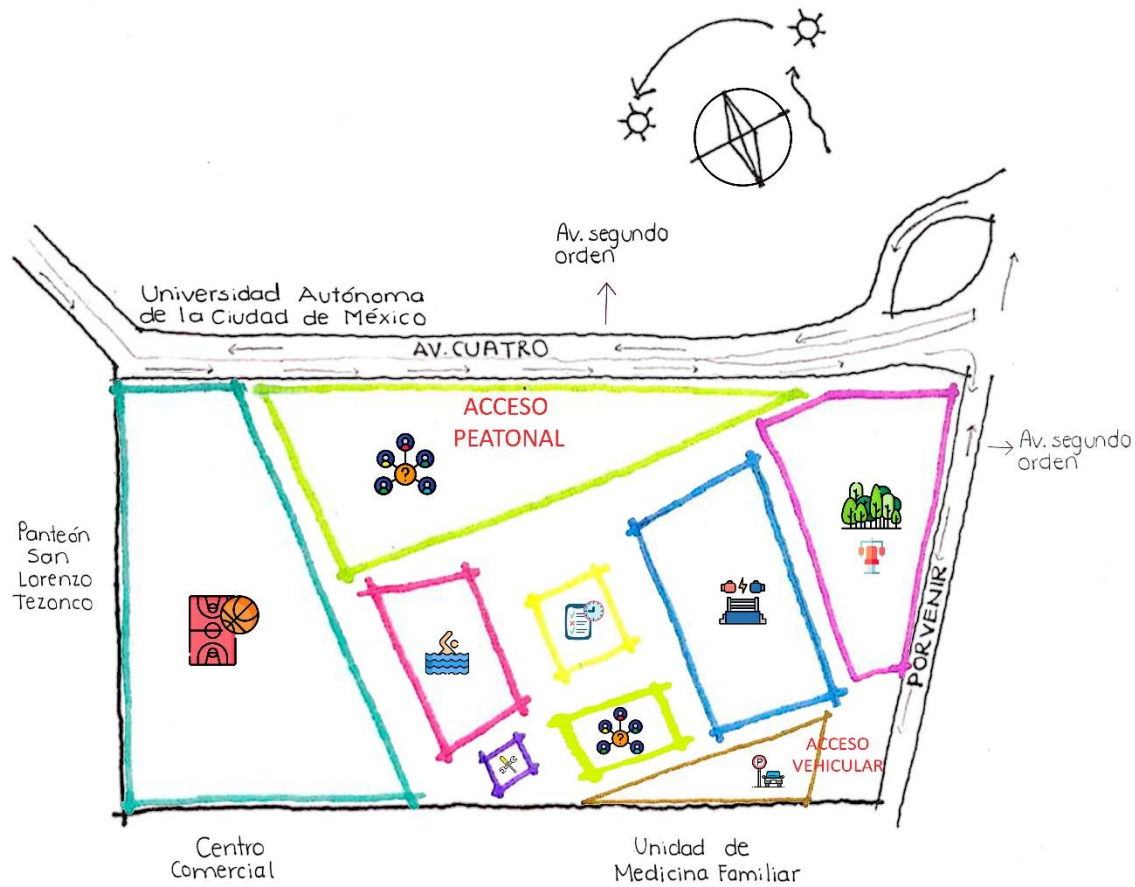 Av. segundo
orden
Universidad Autónoma
de la Ciudad de México
AV. CUATRO
ACCESO
PEATONAL
Av. segundo
orden
Panteón
San
Lorenzo
Tezonco
?
PORVENIR
?
ACCESO
VEHICULAR
P
Centro
Comercial
Unidad de
Medicina Familiar